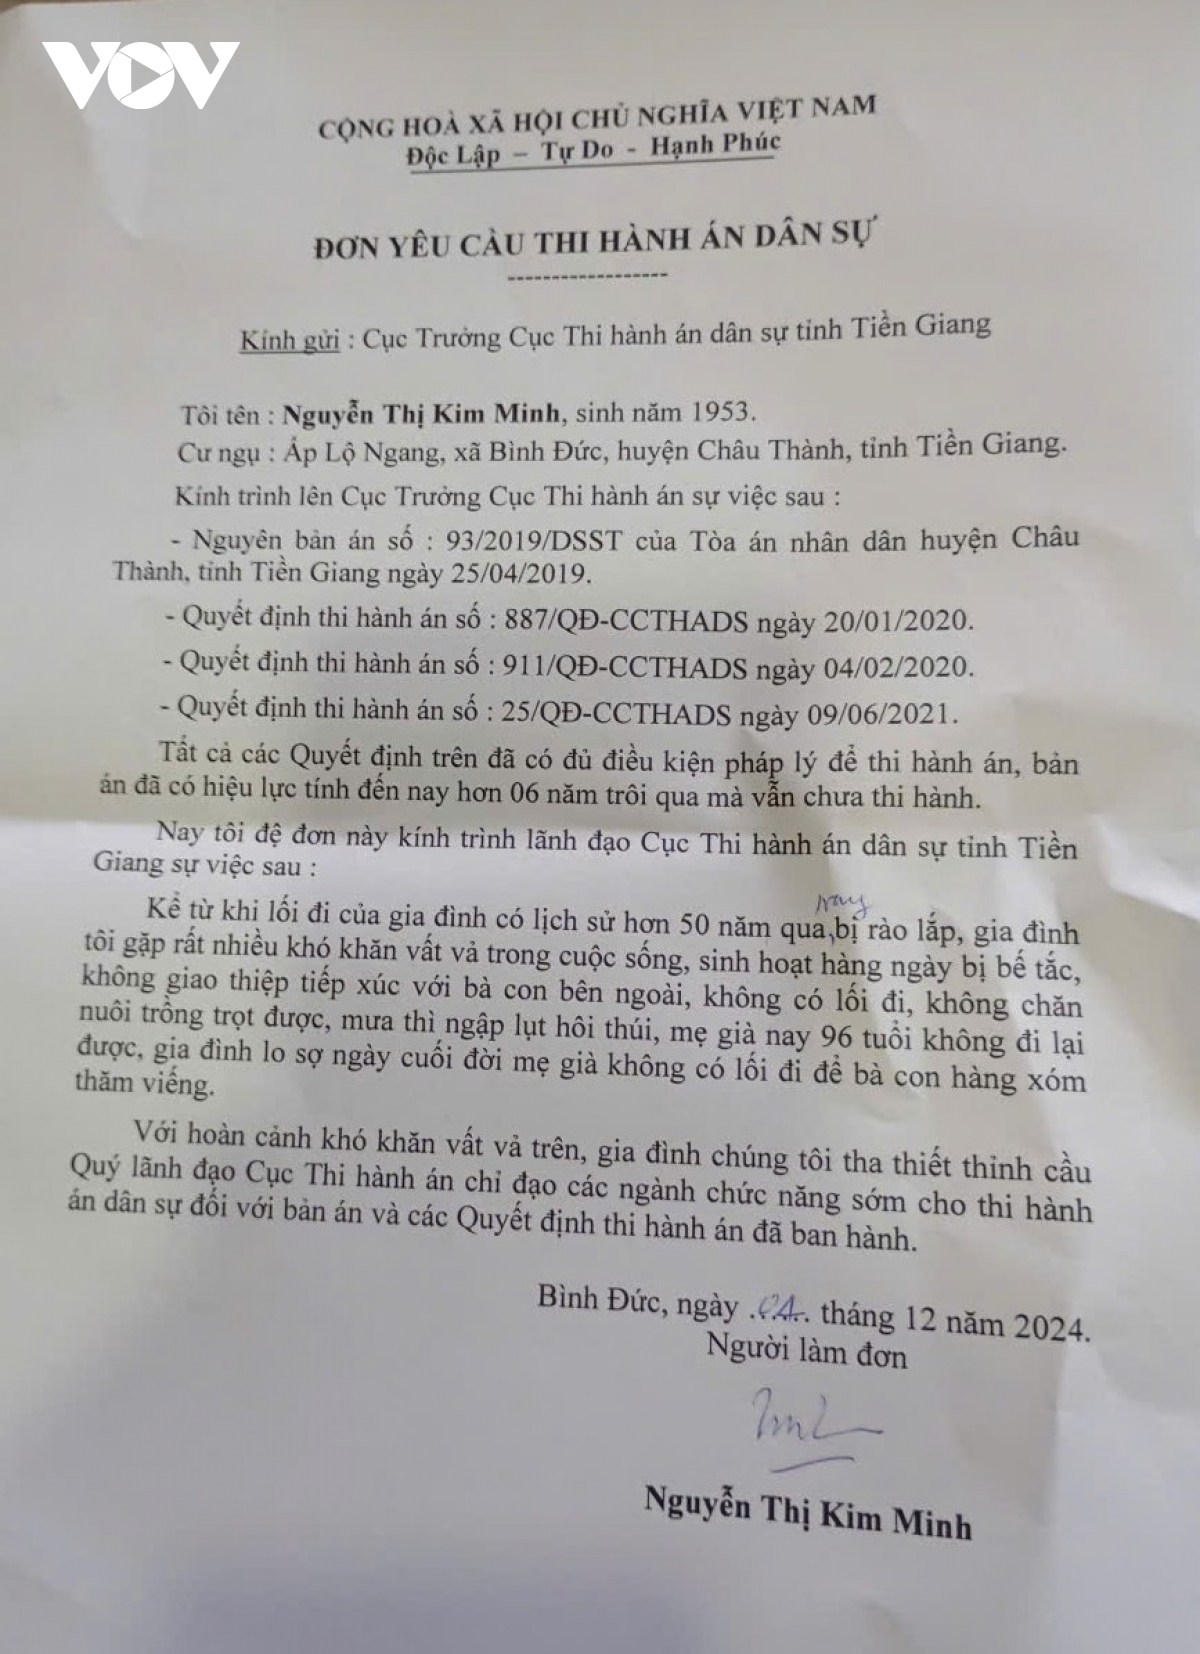 VOV
CỘNG HOÀ XÃ HỘI CHỦ NGHĨA VIỆT NAM
Độc Lập – Tự Do - Hạnh Phúc
ĐƠN YÊU CẦU THI HÀNH ÁN DÂN SỰ
------------------
Kính gửi : Cục Trưởng Cục Thi hành án dân sự tỉnh Tiền Giang
Tôi tên : Nguyễn Thị Kim Minh, sinh năm 1953.
Cư ngụ : Ấp Lộ Ngang, xã Bình Đức, huyện Châu Thành, tỉnh Tiền Giang.
Kính trình lên Cục Trưởng Cục Thi hành án sự việc sau :
- Nguyên bản án số : 93/2019/DSST của Tòa án nhân dân huyện Châu
Thành, tỉnh Tiền Giang ngày 25/04/2019.
- Quyết định thi hành án số : 887/QĐ-CCTHADS ngày 20/01/2020.
- Quyết định thi hành án số : 911/QĐ-CCTHADS ngày 04/02/2020.
- Quyết định thi hành án số : 25/QĐ-CCTHADS ngày 09/06/2021.
Tất cả các Quyết định trên đã có đủ điều kiện pháp lý để thi hành án, bản
án đã có hiệu lực tính đến nay hơn 06 năm trôi qua mà vẫn chưa thi hành.
Nay tôi đệ đơn này kính trình lãnh đạo Cục Thi hành án dân sự tỉnh Tiền
Giang sự việc sau :
nay
Kể từ khi lối đi của gia đình có lịch sử hơn 50 năm qua, bị rào lắp, gia đình
tôi gặp rất nhiều khó khăn vất vả trong cuộc sống, sinh hoạt hàng ngày bị bế tắc,
không giao thiệp tiếp xúc với bà con bên ngoài, không có lối đi, không chăn
nuôi trồng trọt được, mưa thì ngập lụt hôi thúi, mẹ già nay 96 tuổi không đi lại
được, gia đình lo sợ ngày cuối đời mẹ già không có lối đi để bà con hàng xóm
thăm viếng.
Với hoàn cảnh khó khăn vất vả trên, gia đình chúng tôi tha thiết thỉnh cầu
Quý lãnh đạo Cục Thi hành án chỉ đạo các ngành chức năng sớm cho thi hành
án dân sự đối với bản án và các Quyết định thi hành án đã ban hành.
Bình Đức, ngày .04. tháng 12 năm 2024.
Người làm đơn
Nguyễn Thị Kim Minh